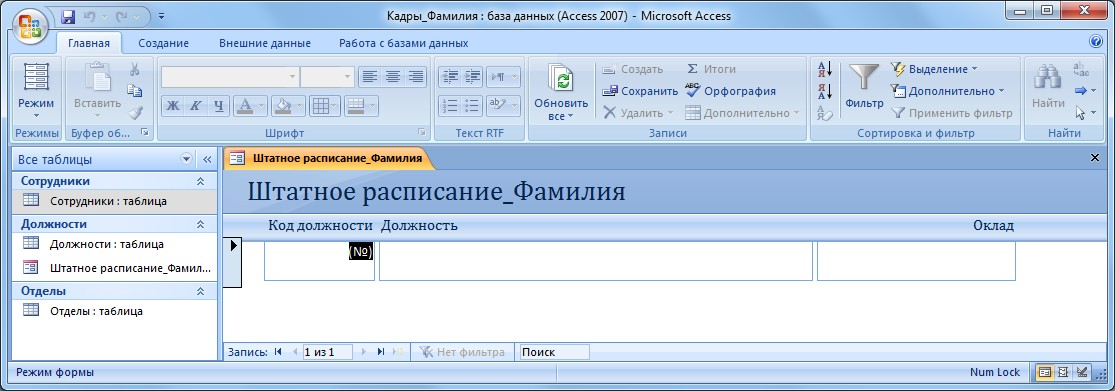 Кадры_Фамилия : база данных (Access 2007) - Microsoft Access
Главная Создание Внешние данные Работа с базами данных
Режим
Режимы
Вставить
Буфер об...
Ж К Ч
Шрифт
Текст RTF
Обновить все
Создать
Сохранить
Удалить
Σ Итоги
ABC Орфография
Дополнительно
Записи
Фильтр
Выделение
Дополнительно
Применить фильтр
Сортировка и фильтр
Найти
Найти
Все таблицы
Сотрудники
Сотрудники : таблица
Должности
Должности : таблица
Штатное расписание_Фамил...
Отделы
Отделы : таблица
Штатное расписание_Фамилия
Штатное расписание_Фамилия
Код должности Должность Оклад
(№)
Запись: 1 из 1 Нет фильтра Поиск
Режим формы Num Lock